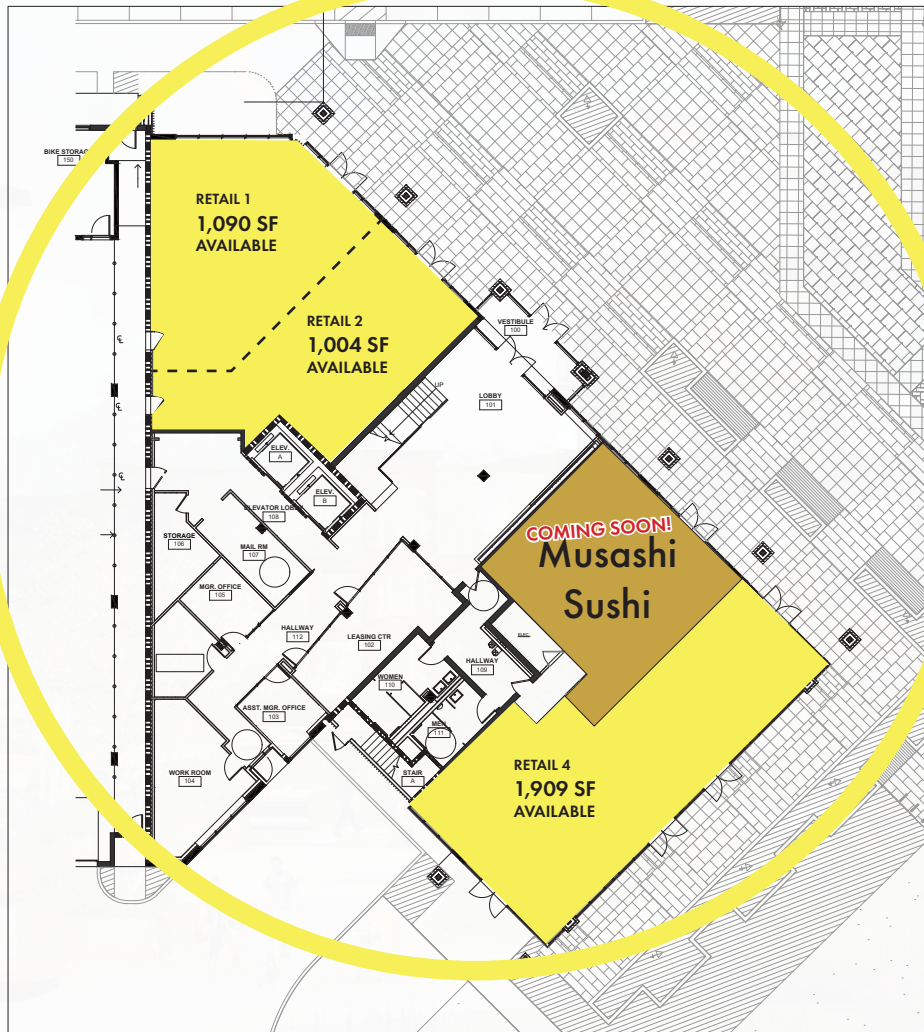 BIKE STORAGE
150
RETAIL 1
1,090 SF
AVAILABLE
RETAIL 2
1,004 SF
AVAILABLE
VESTIBULE
100
UP
LOBBY
101
ELEV.
A
ELEV.
B
ELEVATOR LOBBY
108
STORAGE
106
MAIL RM
107
MGR. OFFICE
105
HALLWAY
112
LEASING CTR
102
COMING SOON!
Musashi
Sushi
ELEC.
HALLWAY
109
WOMEN
110
MEN
111
ASST. MGR. OFFICE
103
WORK ROOM
104
STAIR
A
RETAIL 4
1,909 SF
AVAILABLE